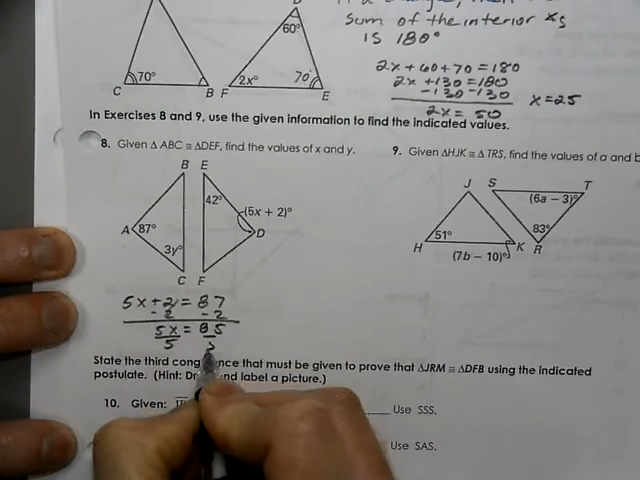 Sum of the interior ∡s
is 180°
60°
70°
2x°
70°
C
B
F
E
2x + 60 + 70 = 180
2x + 130 = 180
-130 -130
2x = 50
x = 25
In Exercises 8 and 9, use the given information to find the indicated values.
8. Given △ ABC ≅ △DEF, find the values of x and y.
9. Given △HJK ≅ △ TRS, find the values of a and b
B
E
42°
(5x + 2)°
A
87°
D
3y°
C
F
J
S
T
(6a – 3)°
51°
83°
H
K
R
(7b – 10)°
5x + 2 = 87
- 2 - 2
5x = 85
5 5
State the third cong ence that must be given to prove that △JRM ≅ △DFB using the indicated
postulate. (Hint: and label a picture.)
10. Given: Use SSS.
Use SAS.